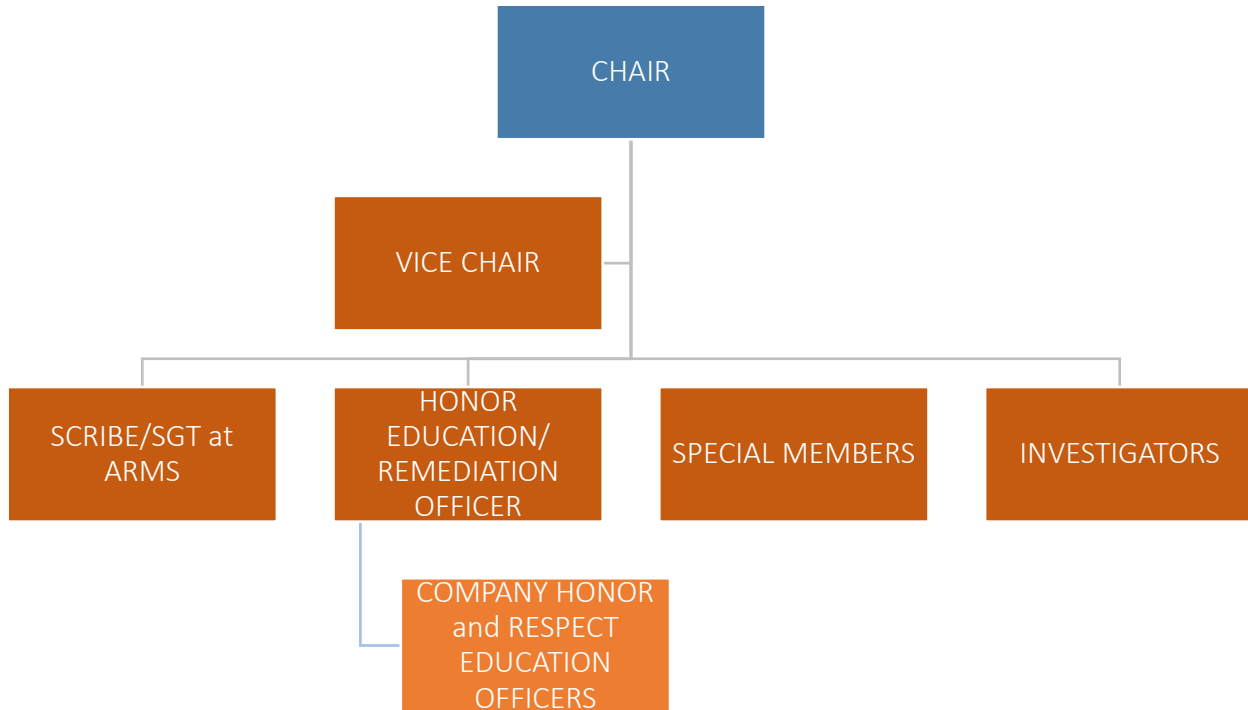 CHAIR
VICE CHAIR
SCRIBE/SGT at
ARMS
HONOR
EDUCATION/
REMEDIATION
OFFICER
SPECIAL MEMBERS
INVESTIGATORS
COMPANY HONOR
and RESPECT
EDUCATION
OFFICERS